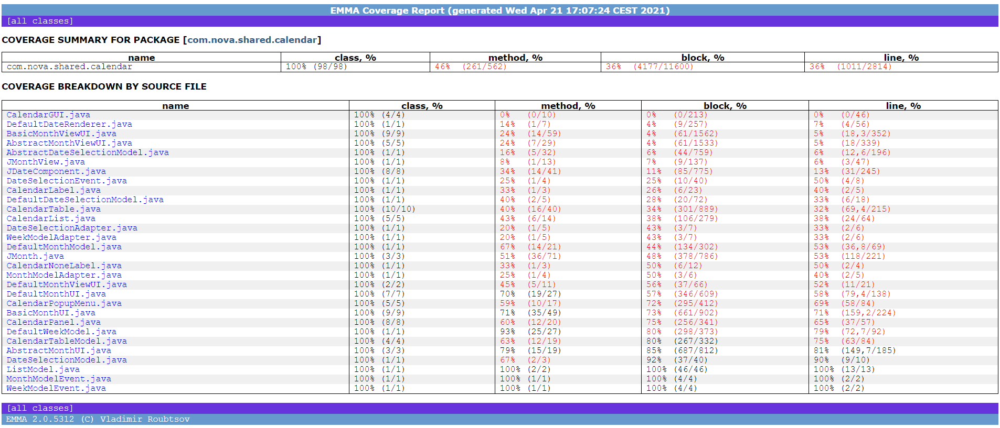 EMMA Coverage Report (generated Wed Apr 21 17:07:24 CEST 2021)
[all classes]
COVERAGE SUMMARY FOR PACKAGE [com.nova.shared.calendar]
name class, % method, % block, % line, %
com.nova.shared.calendar 100% (98/98) 46% (261/562) 36% (4177/11600) 36% (1011/2814)
COVERAGE BREAKDOWN BY SOURCE FILE
name class, % method, % block, % line, %
CalendarGUI.java 100% (4/4) 0% (0/10) 0% (0/213) 0% (0/46)
DefaultDateRenderer.java 100% (1/1) 14% (1/7) 4% (9/257) 7% (4/56)
BasicMonthViewUI.java 100% (9/9) 24% (14/59) 4% (61/1562) 5% (18,3/352)
AbstractMonthViewUI.java 100% (5/5) 24% (7/29) 4% (61/1533) 5% (18/339)
AbstractDateSelectionModel.java 100% (1/1) 16% (5/32) 6% (44/759) 6% (12,6/196)
JMonthView.java 100% (1/1) 8% (1/13) 7% (9/137) 6% (3/47)
JDateComponent.java 100% (8/8) 34% (14/41) 11% (85/775) 13% (31/245)
DateSelectionEvent.java 100% (1/1) 25% (1/4) 25% (10/40) 50% (4/8)
CalendarLabel.java 100% (1/1) 33% (1/3) 26% (6/23) 40% (2/5)
DefaultDateSelectionModel.java 100% (1/1) 40% (2/5) 28% (20/72) 33% (6/18)
CalendarTable.java 100% (10/10) 40% (16/40) 34% (301/889) 32% (69,4/215)
CalendarList.java 100% (5/5) 43% (6/14) 38% (106/279) 38% (24/64)
DateSelectionAdapter.java 100% (1/1) 20% (1/5) 43% (3/7) 33% (2/6)
WeekModelAdapter.java 100% (1/1) 20% (1/5) 43% (3/7) 33% (2/6)
DefaultMonthModel.java 100% (1/1) 67% (14/21) 44% (134/302) 53% (36,8/69)
JMonth.java 100% (3/3) 51% (36/71) 48% (378/786) 53% (118/221)
CalendarNoneLabel.java 100% (1/1) 33% (1/3) 50% (6/12) 50% (2/4)
MonthModelAdapter.java 100% (1/1) 25% (1/4) 50% (3/6) 40% (2/5)
DefaultMonthViewUI.java 100% (2/2) 45% (5/11) 56% (37/66) 52% (11/21)
DefaultMonthUI.java 100% (7/7) 70% (19/27) 57% (346/609) 58% (79,4/138)
CalendarPopupMenu.java 100% (5/5) 59% (10/17) 72% (295/412) 69% (58/84)
BasicMonthUI.java 100% (9/9) 71% (35/49) 73% (661/902) 71% (159,2/224)
CalendarPanel.java 100% (8/8) 60% (12/20) 75% (256/341) 65% (37/57)
DefaultWeekModel.java 100% (1/1) 93% (25/27) 80% (298/373) 79% (72,7/92)
CalendarTableModel.java 100% (4/4) 63% (12/19) 80% (267/332) 75% (63/84)
AbstractMonthUI.java 100% (3/3) 79% (15/19) 85% (687/812) 81% (149,7/185)
DateSelectionModel.java 100% (1/1) 67% (2/3) 92% (37/40) 90% (9/10)
ListModel.java 100% (1/1) 100% (2/2) 100% (46/46) 100% (13/13)
MonthModelEvent.java 100% (1/1) 100% (1/1) 100% (4/4) 100% (2/2)
WeekModelEvent.java 100% (1/1) 100% (1/1) 100% (4/4) 100% (2/2)
[all classes]
EMMA 2.0.5312 (C) Vladimir Roubtsov